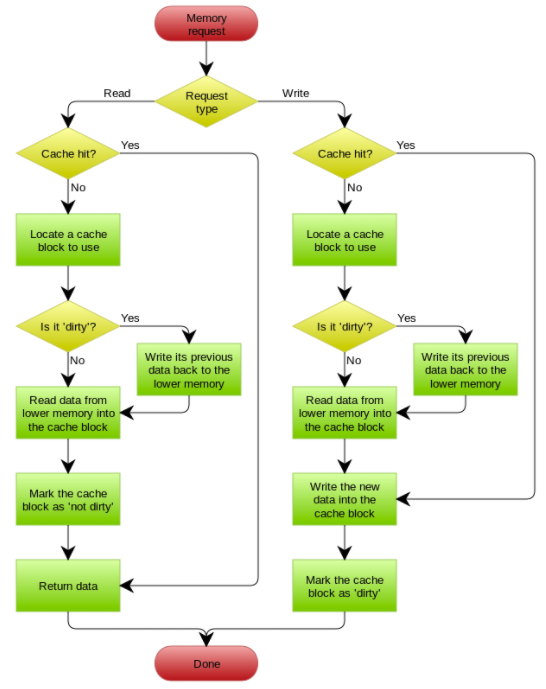 Memory
request
Request
type
Read
Write
Cache hit?
Yes
No
Locate a cache
block to use
Is it 'dirty'?
Yes
No
Write its previous
data back to the
lower memory
Read data from
lower memory into
the cache block
Mark the cache
block as 'not dirty'
Return data
Cache hit?
Yes
No
Locate a cache
block to use
Is it 'dirty'?
Yes
No
Write its previous
data back to the
lower memory
Read data from
lower memory into
the cache block
Write the new
data into the
cache block
Mark the cache
block as 'dirty'
Done